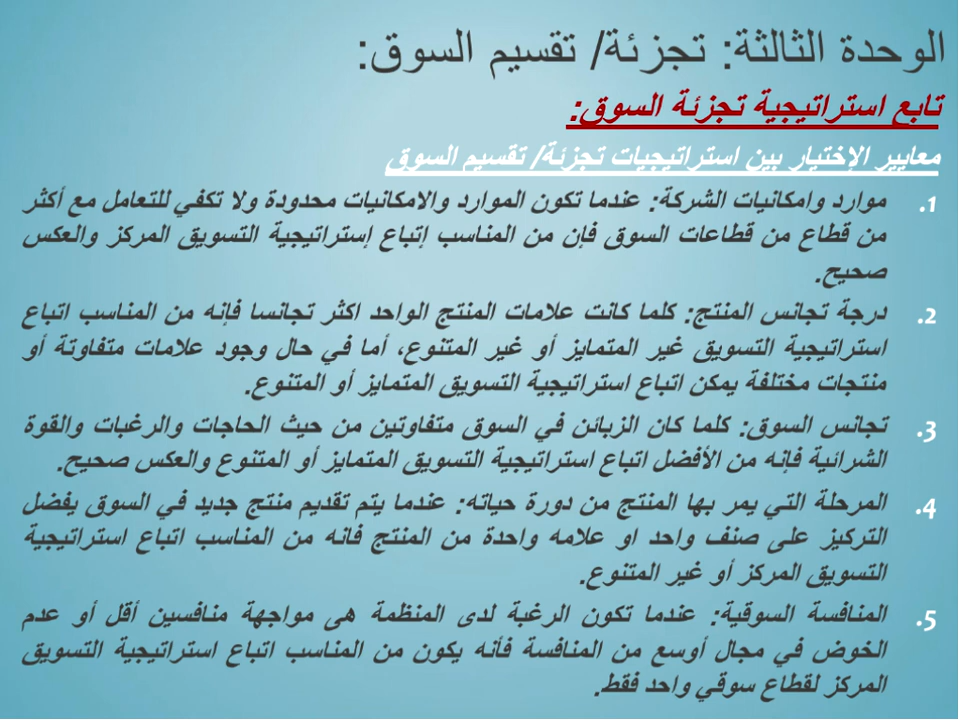 الوحدة الثالثة: تجزئة/ تقسيم السوق:
تابع استراتيجية تجزئة السوق:
معايير الإختيار بين استراتيجيات تجزئة/ تقسيم السوق
1. موارد وامكانيات الشركة: عندما تكون الموارد والامكانيات محدودة ولا تكفي للتعامل مع أكثر
من قطاع من قطاعات السوق فإن من المناسب إتباع إستراتيجية التسويق المركز والعكس
صحيح.
2. درجة تجانس المنتج: كلما كانت علامات المنتج الواحد اكثر تجانسا فإنه من المناسب اتباع
استراتيجية التسويق غير المتمايز أو غير المتنوع، أما في حال وجود علامات متفاوتة أو
منتجات مختلفة يمكن اتباع استراتيجية التسويق المتمايز أو المتنوع.
3. تجانس السوق: كلما كان الزبائن في السوق متفاوتين من حيث الحاجات والرغبات والقوة
الشرائية فإنه من الأفضل اتباع استراتيجية التسويق المتمايز أو المتنوع والعكس صحيح.
4. المرحلة التي يمر بها المنتج من دورة حياته: عندما يتم تقديم منتج جديد في السوق يفضل
التركيز على صنف واحد او علامه واحدة من المنتج فانه من المناسب اتباع استراتيجية
التسويق المركز أو غير المتنوع.
5. المنافسة السوقية: عندما تكون الرغبة لدى المنظمة هى مواجهة منافسين أقل أو عدم
الخوض في مجال أوسع من المنافسة فأنه يكون من المناسب اتباع استراتيجية التسويق
المركز لقطاع سوقي واحد فقط.